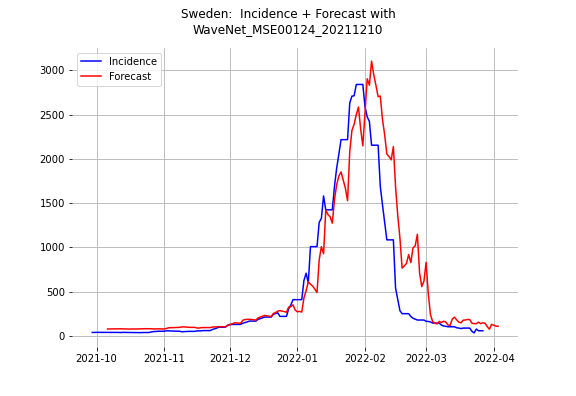 Sweden:  Incidence + Forecast with
WaveNet_MSE00124_20211210
Incidence
Forecast
3000
2500
2000
1500
1000
500
0
2021-10 2021-11 2021-12 2022-01 2022-02 2022-03 2022-04